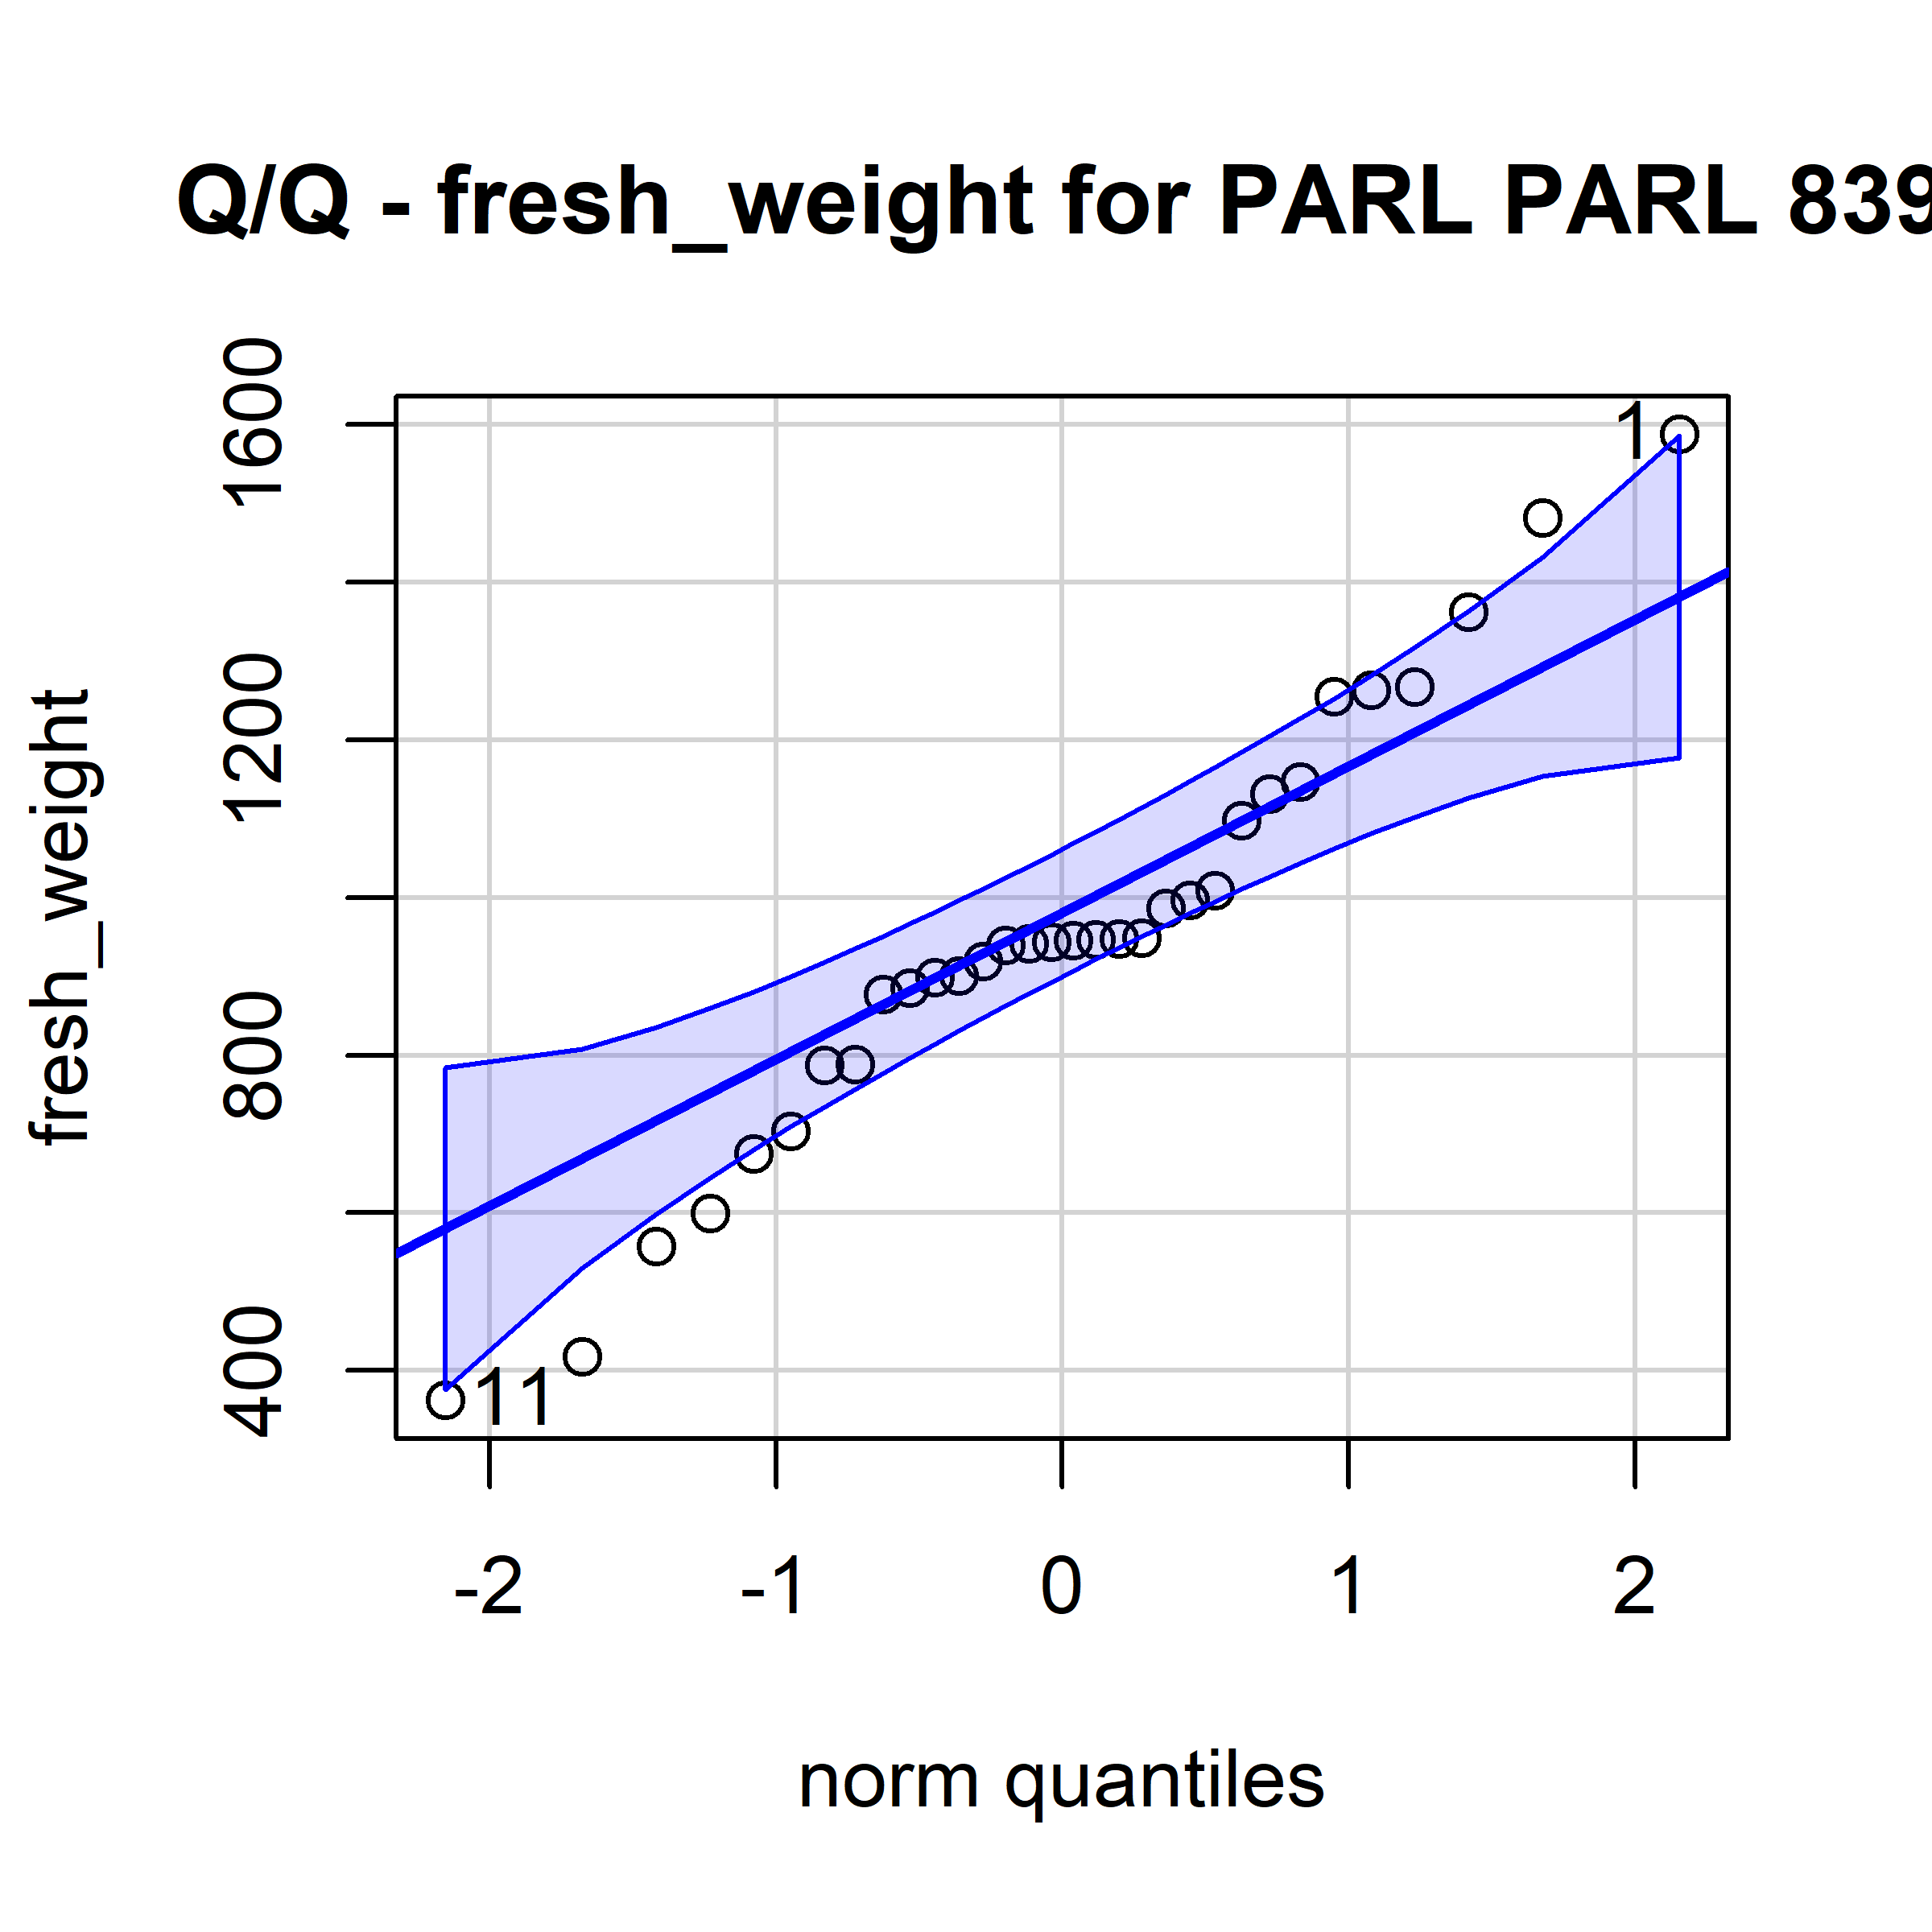 Q/Q - fresh_weight for PARL PARL 839
1600
1200
800
400
fresh_weight
1
11
-2 -1 0 1 2
norm quantiles